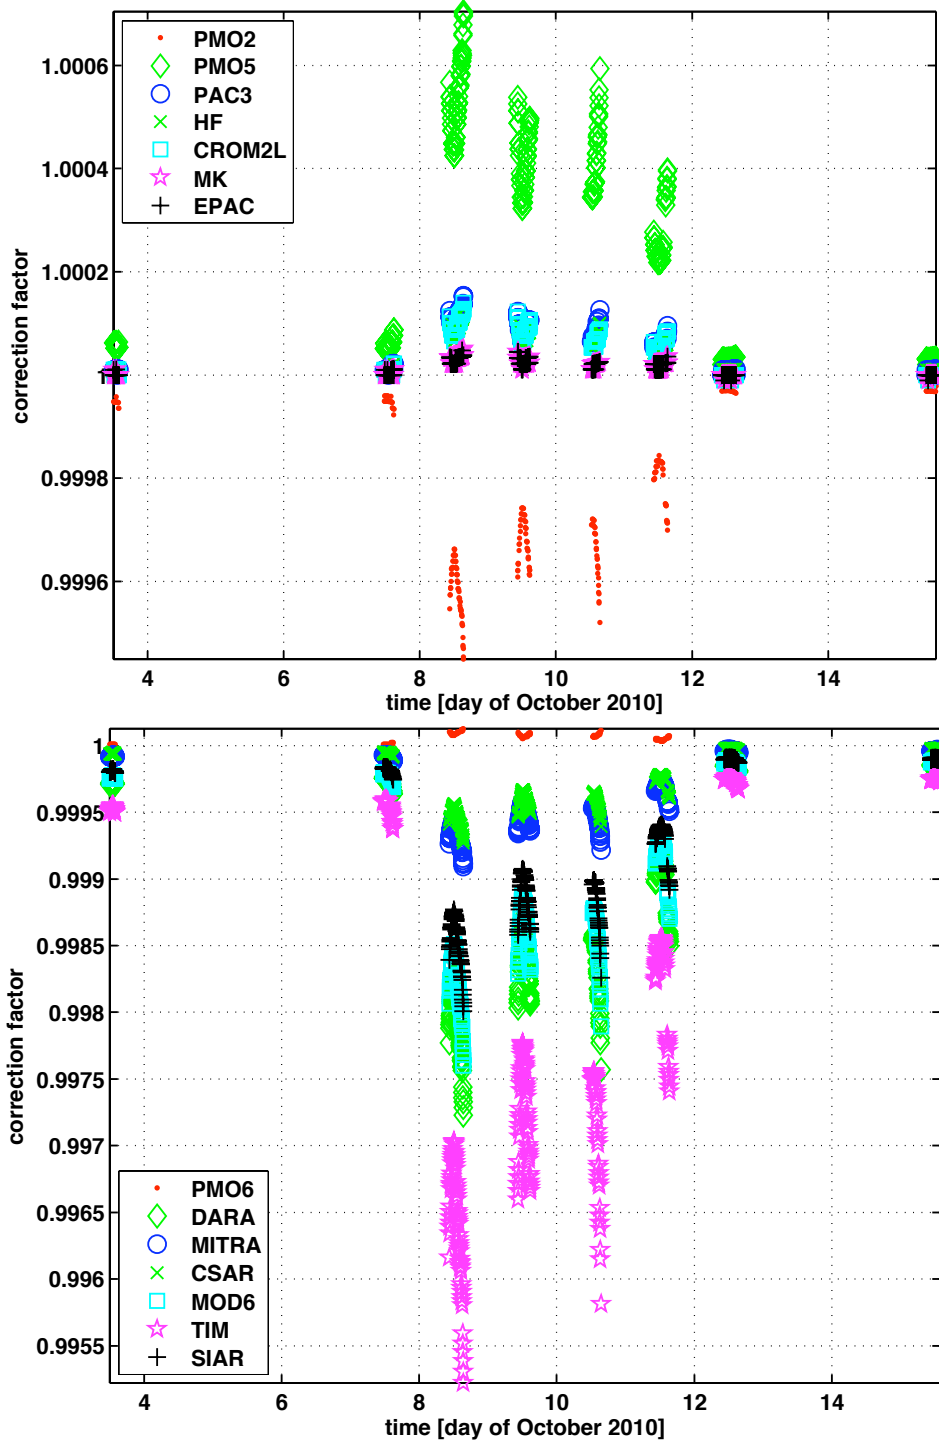 PMO2
PMO5
PAC3
HF
CROM2L
MK
EPAC
1.0006
1.0004
1.0002
1
0.9998
0.9996
correction factor
4 6 8 10 12 14
time [day of October 2010]
1
0.9995
0.999
0.9985
0.998
0.9975
0.997
0.9965
0.996
0.9955
correction factor
PMO6
DARA
MITRA
CSAR
MOD6
TIM
SIAR
4 6 8 10 12 14
time [day of October 2010]